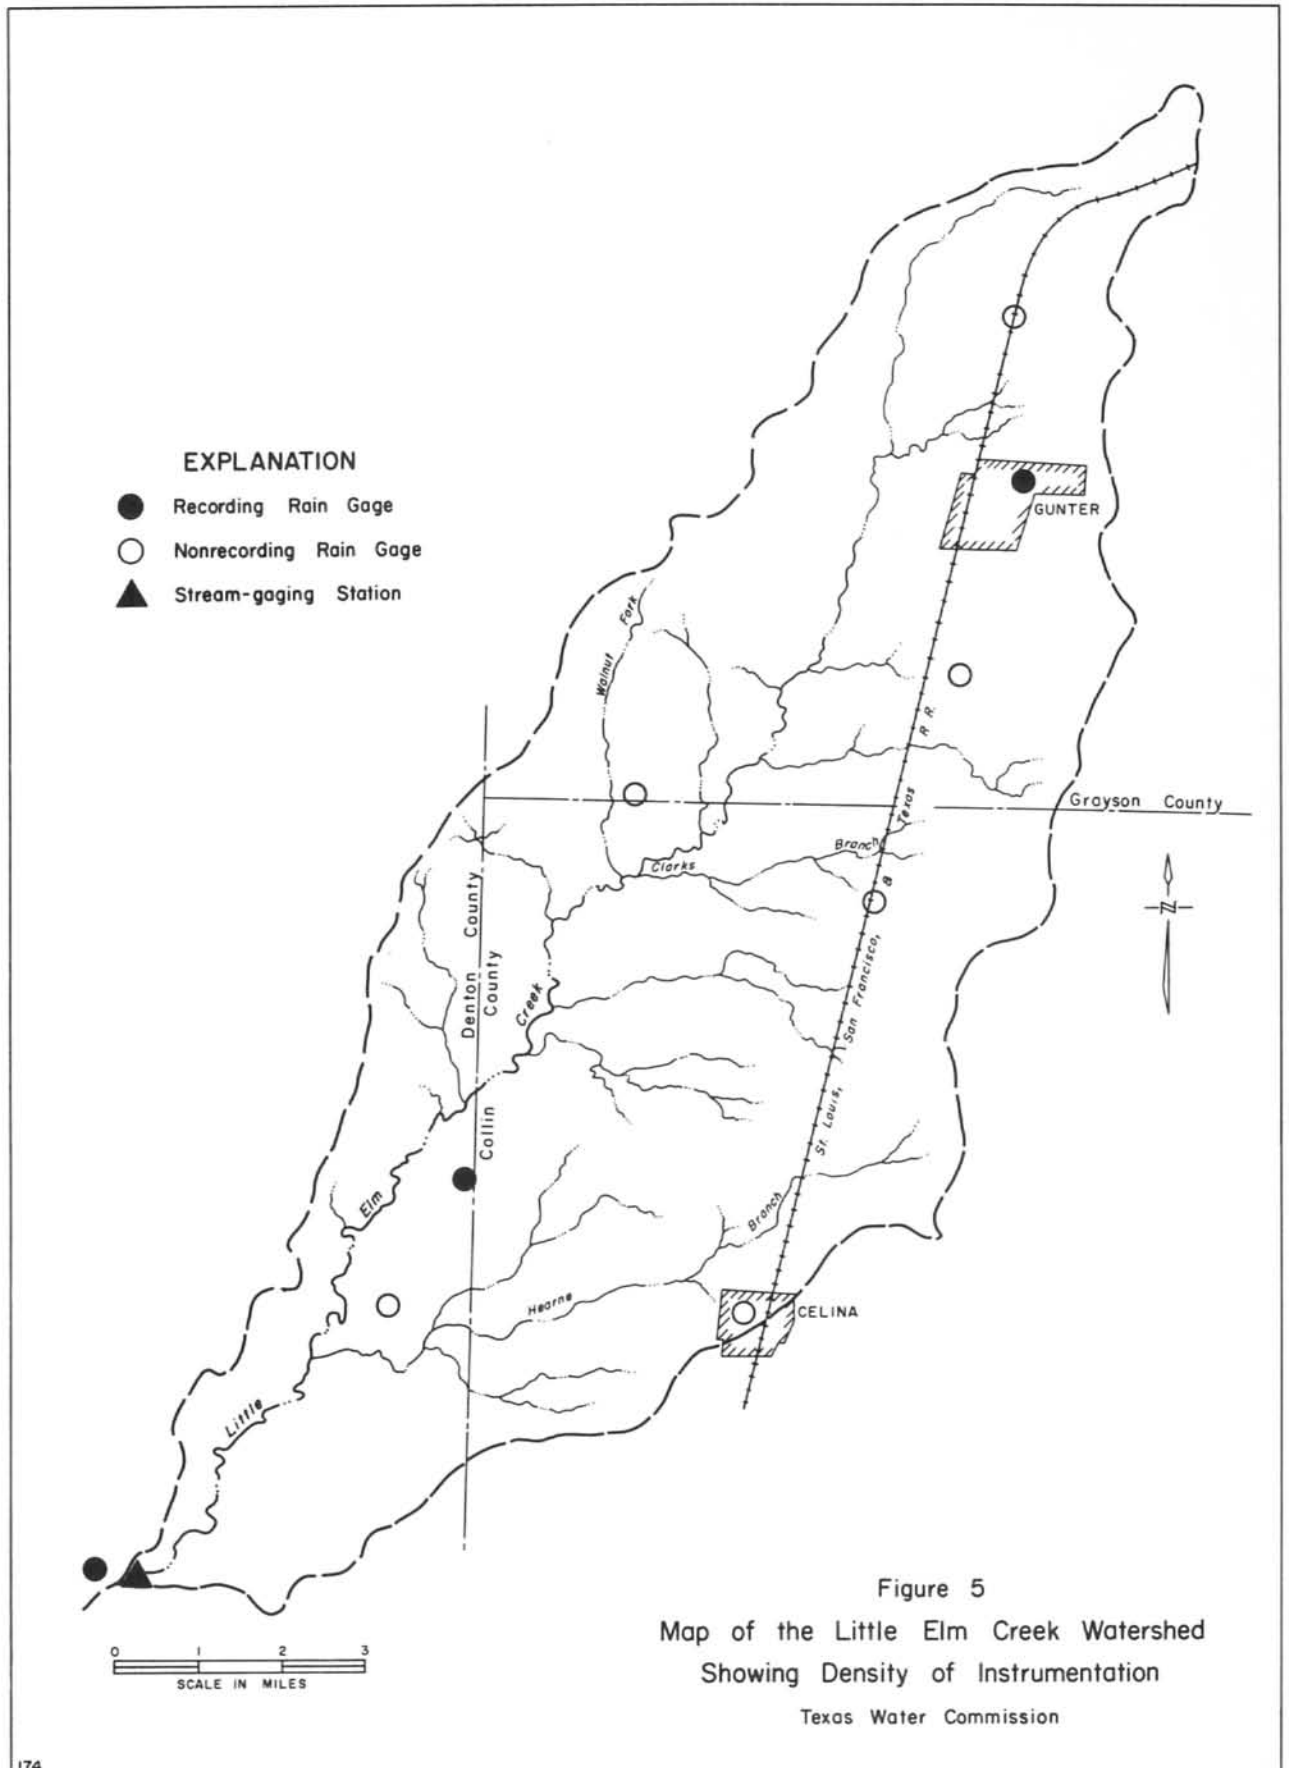 EXPLANATION
Recording Rain Gage
Nonrecording Rain Gage
Stream-gaging Station
GUNTER
Walnut Fork
R R.
Texas
Grayson County
Branch
Clarks
&
Denton County
County
Creek
San Francisco,
St. Louis,
Collin
Elm
Branch
Hearne
CELINA
Little
N
Figure 5
Map of the Little Elm Creek Watershed
Showing Density of Instrumentation
Texas Water Commission
0 1 2 3
SCALE IN MILES
174